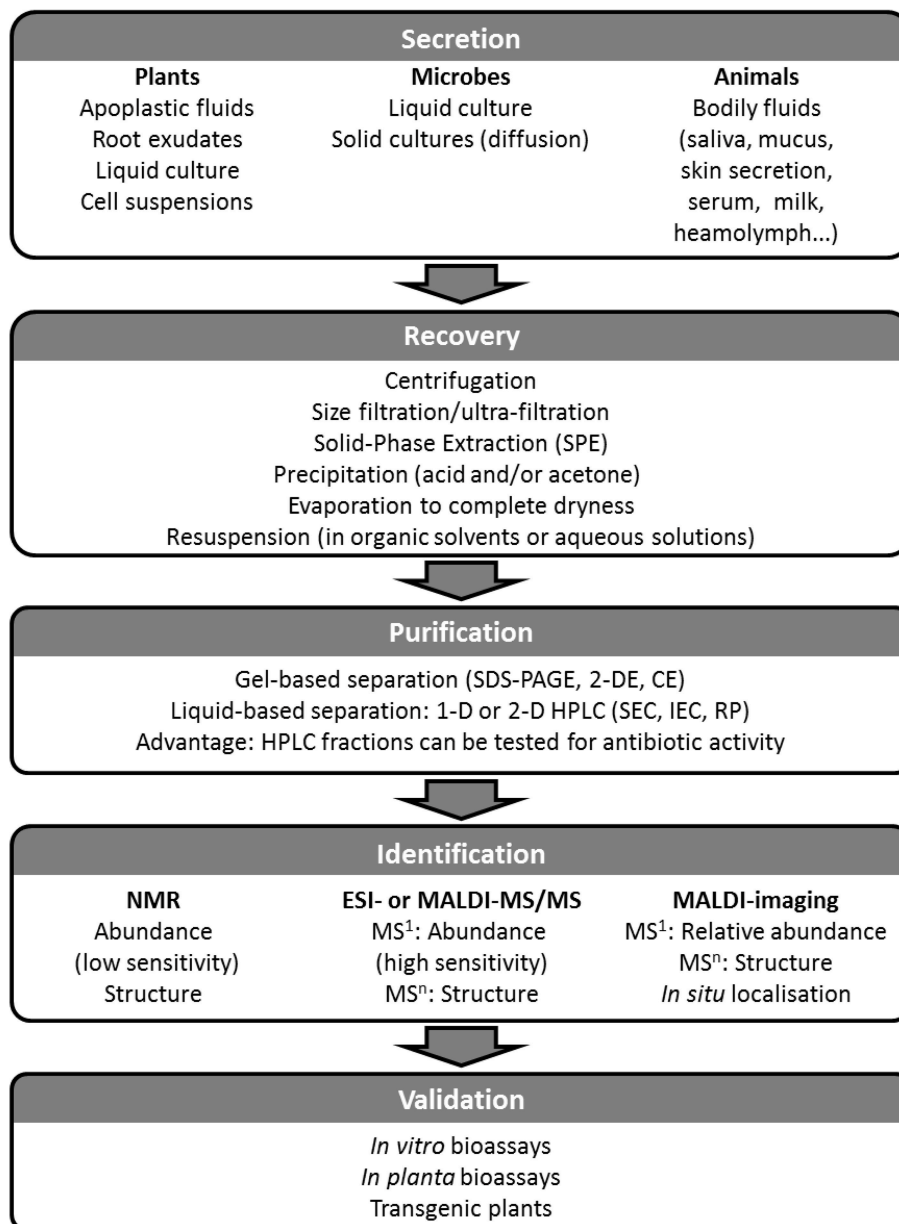 Secretion
Plants
Apoplastic fluids
Root exudates
Liquid culture
Cell suspensions
Microbes
Liquid culture
Solid cultures (diffusion)
Animals
Bodily fluids
(saliva, mucus,
skin secretion,
serum, milk,
heamolymph...)
Recovery
Centrifugation
Size filtration/ultra-filtration
Solid-Phase Extraction (SPE)
Precipitation (acid and/or acetone)
Evaporation to complete dryness
Resuspension (in organic solvents or aqueous solutions)
Purification
Gel-based separation (SDS-PAGE, 2-DE, CE)
Liquid-based separation: 1-D or 2-D HPLC (SEC, IEC, RP)
Advantage: HPLC fractions can be tested for antibiotic activity
Identification
NMR
Abundance
(low sensitivity)
Structure
ESI- or MALDI-MS/MS
MS¹: Abundance
(high sensitivity)
MSⁿ: Structure
MALDI-imaging
MS¹: Relative abundance
MSⁿ: Structure
In situ localisation
Validation
In vitro bioassays
In planta bioassays
Transgenic plants